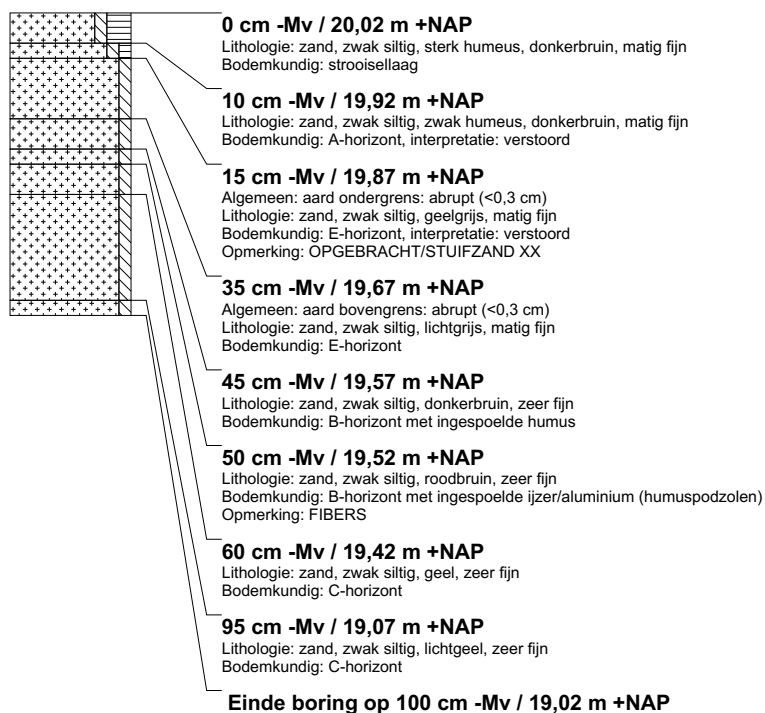 0 cm -Mv / 20,02 m +NAP
Lithologie: zand, zwak siltig, sterk humeus, donkerbruin, matig fijn
Bodemkundig: strooisellaag
10 cm -Mv / 19,92 m +NAP
Lithologie: zand, zwak siltig, zwak humeus, donkerbruin, matig fijn
Bodemkundig: A-horizont, interpretatie: verstoord
15 cm -Mv / 19,87 m +NAP
Algemeen: aard ondergrens: abrupt (<0,3 cm)
Lithologie: zand, zwak siltig, geelgrijs, matig fijn
Bodemkundig: E-horizont, interpretatie: verstoord
Opmerking: OPGEBRACHT/STUIFZAND XX
35 cm -Mv / 19,67 m +NAP
Algemeen: aard bovengrens: abrupt (<0,3 cm)
Lithologie: zand, zwak siltig, lichtgrijs, matig fijn
Bodemkundig: E-horizont
45 cm -Mv / 19,57 m +NAP
Lithologie: zand, zwak siltig, donkerbruin, zeer fijn
Bodemkundig: B-horizont met ingespoelde humus
50 cm -Mv / 19,52 m +NAP
Lithologie: zand, zwak siltig, roodbruin, zeer fijn
Bodemkundig: B-horizont met ingespoelde ijzer/aluminium (humuspodzolen)
Opmerking: FIBERS
60 cm -Mv / 19,42 m +NAP
Lithologie: zand, zwak siltig, geel, zeer fijn
Bodemkundig: C-horizont
95 cm -Mv / 19,07 m +NAP
Lithologie: zand, zwak siltig, lichtgeel, zeer fijn
Bodemkundig: C-horizont
Einde boring op 100 cm -Mv / 19,02 m +NAP